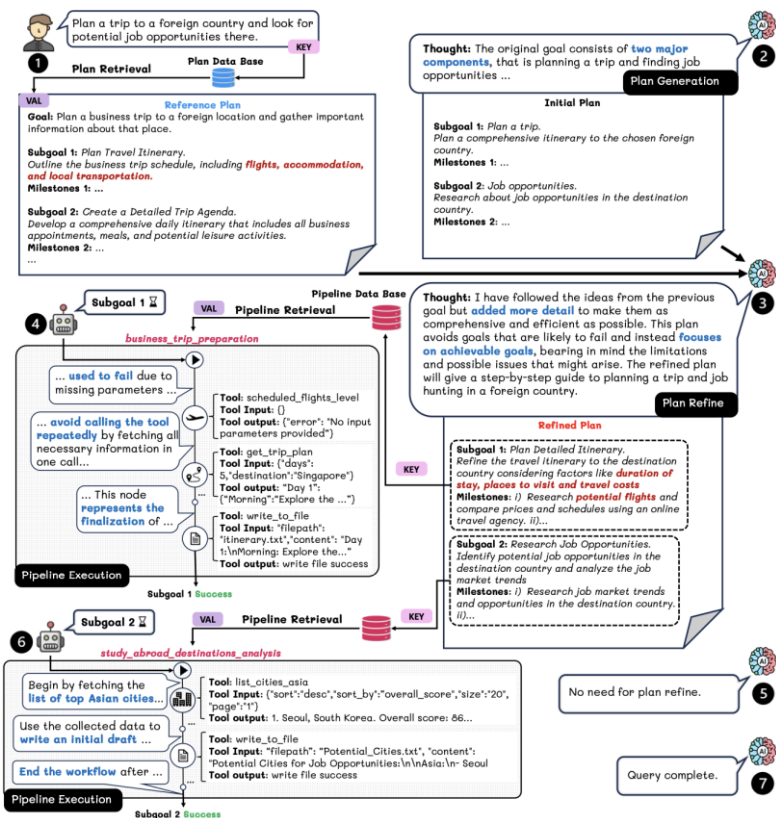 Plan a trip to a foreign country and look for
potential job opportunities there.
KEY
1
Plan Retrieval
Plan Data Base
VAL
Reference Plan
Goal: Plan a business trip to a foreign location and gather important
information about that place.
Subgoal 1: Plan Travel Itinerary.
Outline the business trip schedule, including flights, accommodation,
and local transportation.
Milestones 1: ...
Subgoal 2: Create a Detailed Trip Agenda.
Develop a comprehensive daily itinerary that includes all business
appointments, meals, and potential leisure activities.
Milestones 2: ...
...
AI
2
Thought: The original goal consists of two major
components, that is planning a trip and finding job
opportunities ...
Plan Generation
Initial Plan
Subgoal 1: Plan a trip.
Plan a comprehensive itinerary to the chosen foreign
country.
Milestones 1: ...
Subgoal 2: Job opportunities.
Research about job opportunities in the destination
country.
Milestones 2: ...
AI
3
Thought: I have followed the ideas from the previous
goal but added more detail to make them as
comprehensive and efficient as possible. This plan
avoids goals that are likely to fail and instead focuses
on achievable goals, bearing in mind the limitations
and possible issues that might arise. The refined plan
will give a step-by-step guide to planning a trip and job
hunting in a foreign country.
Plan Refine
Refined Plan
Subgoal 1: Plan Detailed Itinerary.
Refine the travel itinerary to the destination
country considering factors like duration of
stay, places to visit and travel costs
Milestones: i) Research potential flights and
compare prices and schedules using an online
travel agency. ii)...
Subgoal 2: Research Job Opportunities.
Identify potential job opportunities in the
destination country and analyze the job
market trends
Milestones: i) Research job market trends
and opportunities in the destination country.
ii)...
KEY
Pipeline Data Base
VAL
Pipeline Retrieval
4
Subgoal 1
business_trip_preparation
... used to fail due to
missing parameters ...
Tool: scheduled_flights_level
Tool Input: {}
Tool output: {"error": "No input
parameters provided"}
... avoid calling the tool
repeatedly by fetching all
necessary information in
one call...
Tool: get_trip_plan
Tool Input: {"days":
5,"destination":"Singapore"}
Tool output: "Day 1":
{"Morning":"Explore the ..."}
... This node
represents the
finalization of ...
...
Tool: write_to_file
Tool Input: "filepath":
"itinerary.txt","content": "Day
1:\nMorning: Explore the..."
Tool output: write file success
Pipeline Execution
Subgoal 1 Success
KEY
VAL
Pipeline Retrieval
6
Subgoal 2
study_abroad_destinations_analysis
Begin by fetching the
list of top Asian cities...
Tool: list_cities_asia
Tool Input: {"sort":"desc","sort_by":"overall_score","size":"20",
"page":"1"}
Tool output: 1. Seoul, South Korea. Overall score: 86...
Use the collected data to
write an initial draft ...
...
Tool: write_to_file
Tool Input: "filepath": "Potential_Cities.txt", "content":
"Potential Cities for Job Opportunities:\n\nAsia:\n- Seoul
Tool output: write file success
End the workflow after ...
...
Pipeline Execution
Subgoal 2 Success
AI
5
No need for plan refine.
AI
7
Query complete.